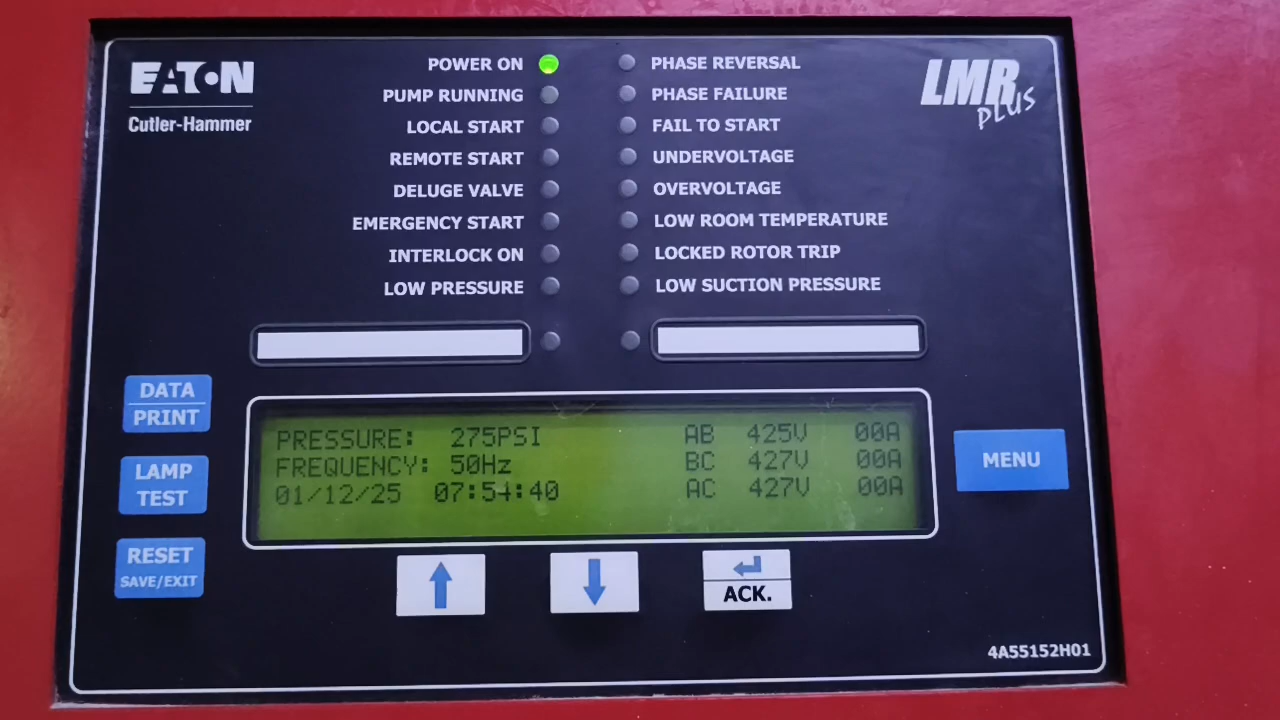 EATON
Cutler-Hammer
LMR
PLUS
POWER ON
PUMP RUNNING
LOCAL START
REMOTE START
DELUGE VALVE
EMERGENCY START
INTERLOCK ON
LOW PRESSURE
PHASE REVERSAL
PHASE FAILURE
FAIL TO START
UNDERVOLTAGE
OVERVOLTAGE
LOW ROOM TEMPERATURE
LOCKED ROTOR TRIP
LOW SUCTION PRESSURE
DATA
PRINT
LAMP
TEST
RESET
SAVE/EXIT
PRESSURE: 275PSI AB 425V 00A
FREQUENCY: 50Hz BC 427V 00A
01/12/25 07:54:40 AC 427V 00A
MENU
ACK.
4A55152H01